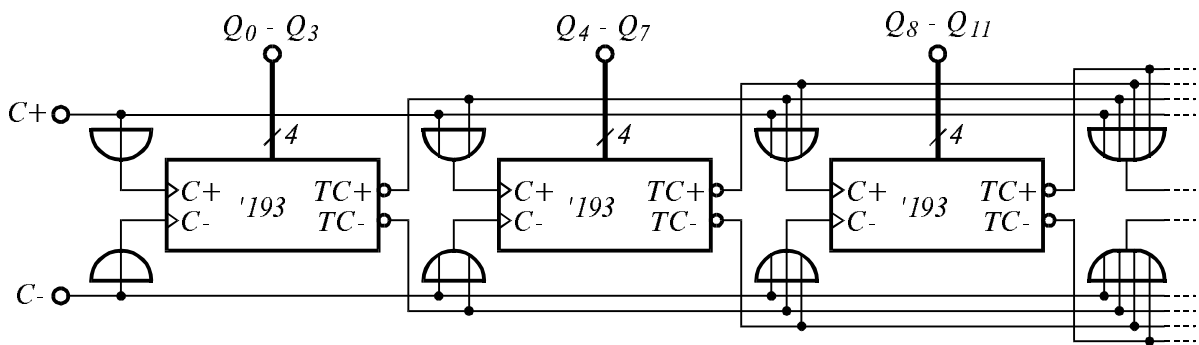 Q0 - Q3 Q4 - Q7 Q8 - Q11
C+
4 4 4
C+ '193 TC+ C+ '193 TC+ C+ '193 TC+
C- TC- C- TC- C- TC-
C-